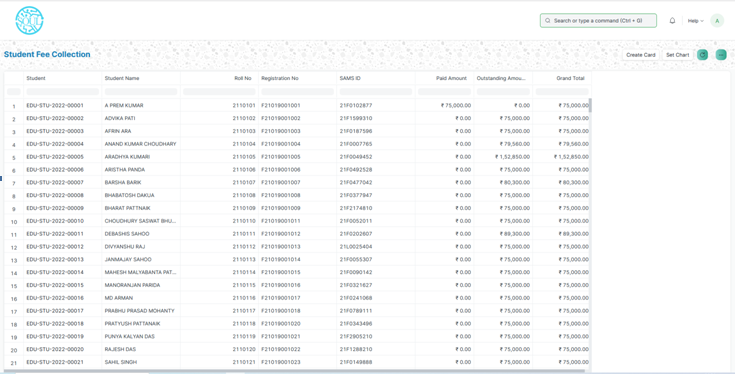 Search or type a command (Ctrl + G)
Help
A
Student Fee Collection
Create Card
Set Chart
Student Student Name Roll No Registration No SAMS ID Paid Amount Outstanding Amou... Grand Total
1 EDU-STU-2022-00001 A PREM KUMAR 2110101 F21019001001 21F0102877 ₹ 75,000.00 ₹ 0.00 ₹ 75,000.00
2 EDU-STU-2022-00002 ADVIKA PATI 2110102 F21019001002 21F1599310 ₹ 0.00 ₹ 75,000.00 ₹ 75,000.00
3 EDU-STU-2022-00003 AFRIN ARA 2110103 F21019001003 21F0187596 ₹ 0.00 ₹ 75,000.00 ₹ 75,000.00
4 EDU-STU-2022-00004 ANAND KUMAR CHOUDHARY 2110104 F21019001004 21F0007765 ₹ 0.00 ₹ 79,560.00 ₹ 79,560.00
5 EDU-STU-2022-00005 ARADHYA KUMARI 2110105 F21019001005 21F0049452 ₹ 0.00 ₹ 1,52,850.00 ₹ 1,52,850.00
6 EDU-STU-2022-00006 ARISTHA PANDA 2110106 F21019001006 21F0492528 ₹ 0.00 ₹ 75,000.00 ₹ 75,000.00
7 EDU-STU-2022-00007 BARSHA BARIK 2110107 F21019001007 21F0477042 ₹ 0.00 ₹ 80,300.00 ₹ 80,300.00
8 EDU-STU-2022-00008 BHABATOSH DAKUA 2110108 F21019001008 21F0377947 ₹ 0.00 ₹ 75,000.00 ₹ 75,000.00
9 EDU-STU-2022-00009 BHARAT PATTNAIK 2110109 F21019001009 21F2174810 ₹ 0.00 ₹ 75,000.00 ₹ 75,000.00
10 EDU-STU-2022-00010 CHOUDHURY SASWAT BHU... 2110110 F21019001011 21F0052011 ₹ 0.00 ₹ 75,000.00 ₹ 75,000.00
11 EDU-STU-2022-00011 DEBASHIS SAHOO 2110111 F21019001012 21F0202607 ₹ 0.00 ₹ 89,300.00 ₹ 89,300.00
12 EDU-STU-2022-00012 DIVYANSHU RAJ 2110112 F21019001013 21L0025404 ₹ 0.00 ₹ 75,000.00 ₹ 75,000.00
13 EDU-STU-2022-00013 JANMAJAY SAHOO 2110113 F21019001014 21F0055307 ₹ 0.00 ₹ 75,000.00 ₹ 75,000.00
14 EDU-STU-2022-00014 MAHESH MALYABANTA PAT... 2110114 F21019001015 21F0090142 ₹ 0.00 ₹ 75,000.00 ₹ 75,000.00
15 EDU-STU-2022-00015 MANORANJAN PARIDA 2110115 F21019001016 21F0321627 ₹ 0.00 ₹ 75,000.00 ₹ 75,000.00
16 EDU-STU-2022-00016 MD ARMAN 2110116 F21019001017 21F0241068 ₹ 0.00 ₹ 75,000.00 ₹ 75,000.00
17 EDU-STU-2022-00017 PRABHU PRASAD MOHANTY 2110117 F21019001018 21F0789111 ₹ 0.00 ₹ 75,000.00 ₹ 75,000.00
18 EDU-STU-2022-00018 PRATYUSH PATTANAIK 2110118 F21019001020 21F0343496 ₹ 0.00 ₹ 75,000.00 ₹ 75,000.00
19 EDU-STU-2022-00019 PUNYA KALYAN DAS 2110119 F21019001021 21F2905210 ₹ 0.00 ₹ 75,000.00 ₹ 75,000.00
20 EDU-STU-2022-00020 RAJESH DAS 2110120 F21019001022 21F1288210 ₹ 0.00 ₹ 75,000.00 ₹ 75,000.00
21 EDU-STU-2022-00021 SAHIL SINGH 2110121 F21019001023 21F0149888 ₹ 0.00 ₹ 75,000.00 ₹ 75,000.00